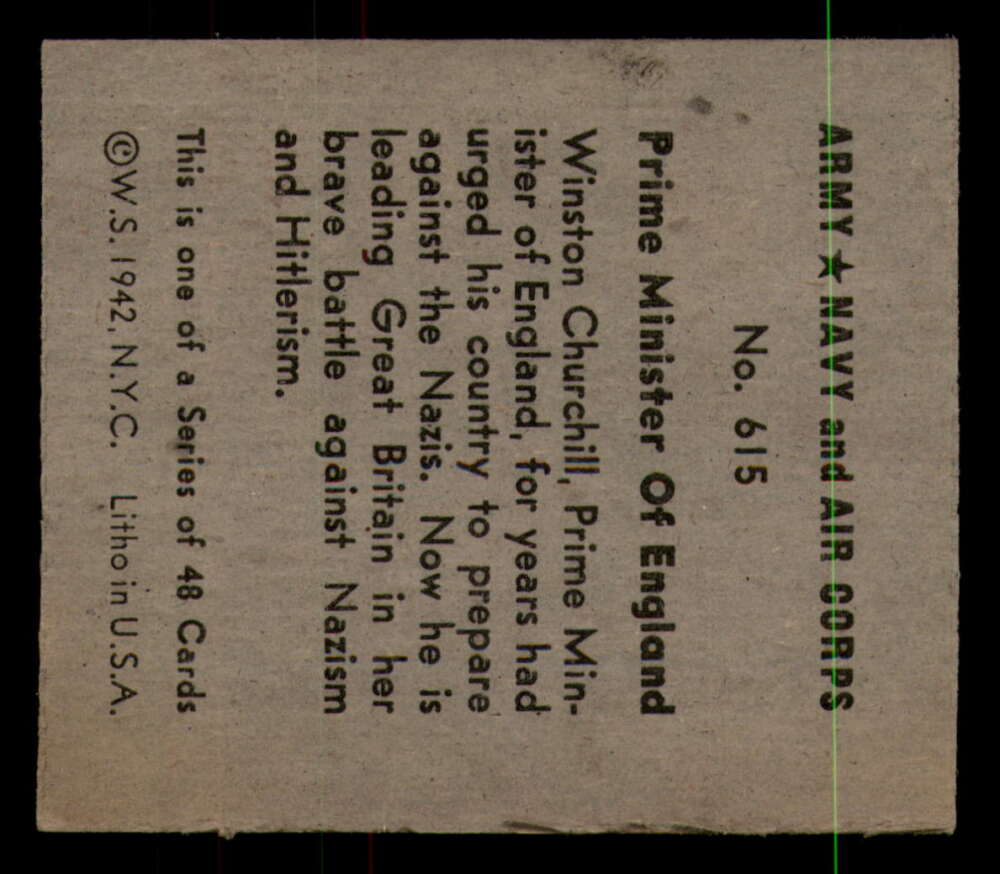 ARMY ★ NAVY and AIR CORPS
No. 615
Prime Minister Of England
Winston Churchill, Prime Min-
ister of England, for years had
urged his country to prepare
against the Nazis. Now he is
leading Great Britain in her
brave battle against Nazism
and Hitlerism.
This is one of a Series of 48 Cards
©W.S. 1942, N.Y.C. Litho in U.S.A.